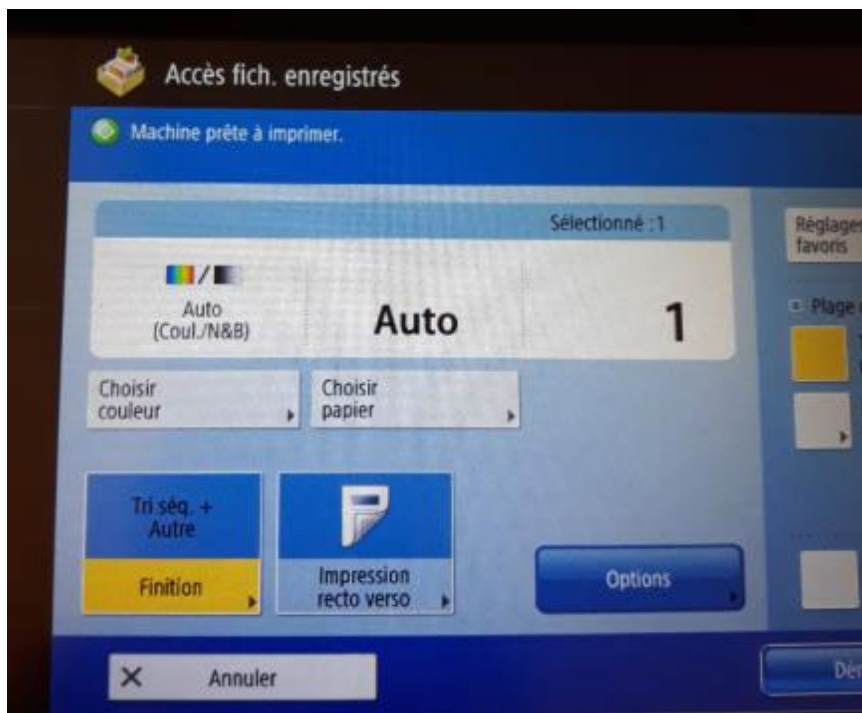 Accès fich. enregistrés
Machine prête à imprimer.
Sélectionné : 1
Réglages
favoris
Auto
(Coul./N&B)
Auto
1
Plage
Choisir
couleur
Choisir
papier
Tri séq. +
Autre
Finition
Impression
recto verso
Options
Annuler